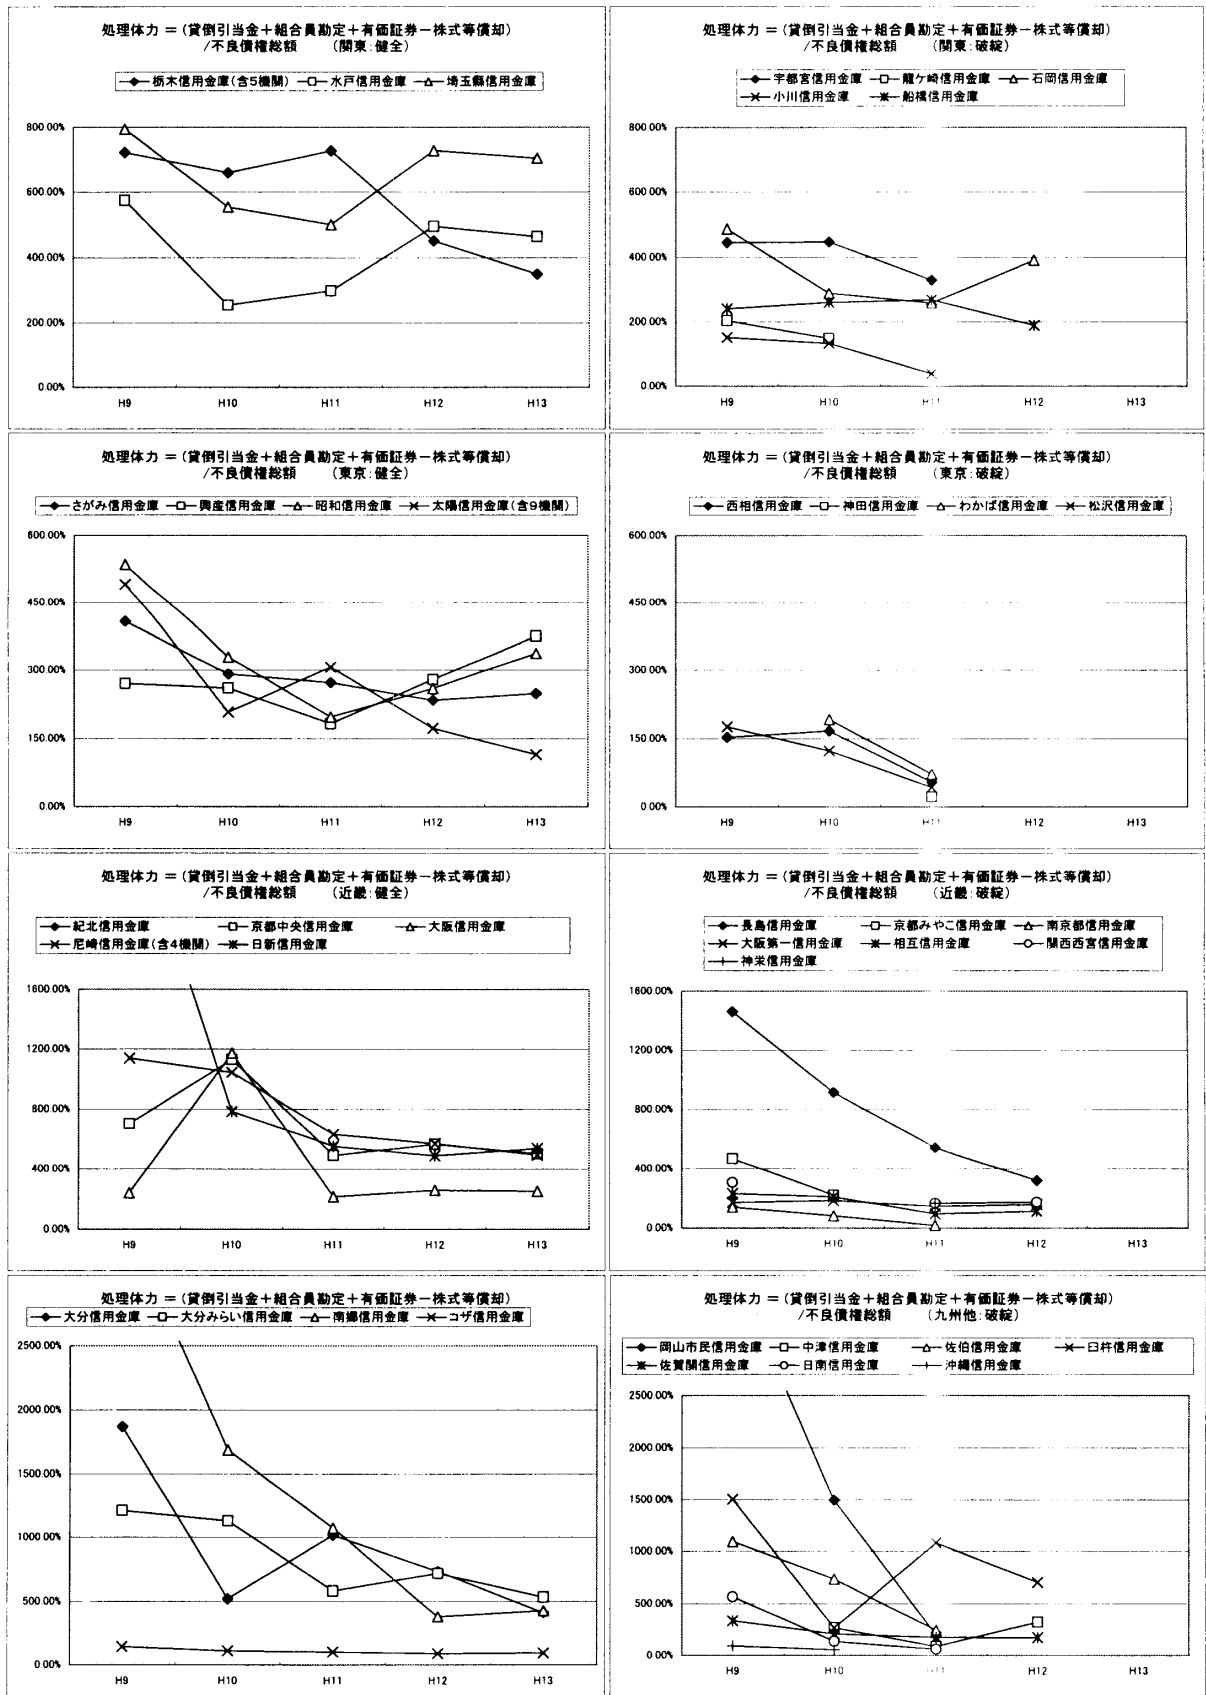 処理体力 ＝(貸倒引当金＋組合員勘定＋有価証券－株式等償却)
/不良債権総額　　(関東:健全)
栃木信用金庫(含5機関)　水戸信用金庫　埼玉縣信用金庫
800.00%
600.00%
400.00%
200.00%
0.00%
H9　H10　H11　H12　H13
処理体力 ＝(貸倒引当金＋組合員勘定＋有価証券－株式等償却)
/不良債権総額　　(関東:破綻)
宇都宮信用金庫　龍ケ崎信用金庫　石岡信用金庫
小川信用金庫　船橋信用金庫
800.00%
600.00%
400.00%
200.00%
0.00%
H9　H10　H11　H12　H13
処理体力 ＝(貸倒引当金＋組合員勘定＋有価証券－株式等償却)
/不良債権総額　　(東京:健全)
さがみ信用金庫　興産信用金庫　昭和信用金庫　太陽信用金庫(含9機関)
600.00%
450.00%
300.00%
150.00%
0.00%
H9　H10　H11　H12　H13
処理体力 ＝(貸倒引当金＋組合員勘定＋有価証券－株式等償却)
/不良債権総額　　(東京:破綻)
西相信用金庫　神田信用金庫　わかば信用金庫　松沢信用金庫
600.00%
450.00%
300.00%
150.00%
0.00%
H9　H10　H11　H12　H13
処理体力 ＝(貸倒引当金＋組合員勘定＋有価証券－株式等償却)
/不良債権総額　　(近畿:健全)
紀北信用金庫　京都中央信用金庫　大阪信用金庫
尼崎信用金庫(含4機関)　日新信用金庫
1600.00%
1200.00%
800.00%
400.00%
0.00%
H9　H10　H11　H12　H13
処理体力 ＝(貸倒引当金＋組合員勘定＋有価証券－株式等償却)
/不良債権総額　　(近畿:破綻)
長島信用金庫　京都みやこ信用金庫　南京都信用金庫
大阪第一信用金庫　相互信用金庫　関西西宮信用金庫
神栄信用金庫
1600.00%
1200.00%
800.00%
400.00%
0.00%
H9　H10　H11　H12　H13
処理体力 ＝(貸倒引当金＋組合員勘定＋有価証券－株式等償却)
大分信用金庫　大分みらい信用金庫　南郷信用金庫　コザ信用金庫
2500.00%
2000.00%
1500.00%
1000.00%
500.00%
0.00%
H9　H10　H11　H12　H13
処理体力 ＝(貸倒引当金＋組合員勘定＋有価証券－株式等償却)
/不良債権総額　　(九州他:破綻)
岡山市民信用金庫　中津信用金庫　佐伯信用金庫　臼杵信用金庫
佐賀関信用金庫　日南信用金庫　沖縄信用金庫
2500.00%
2000.00%
1500.00%
1000.00%
500.00%
0.00%
H9　H10　H11　H12　H13